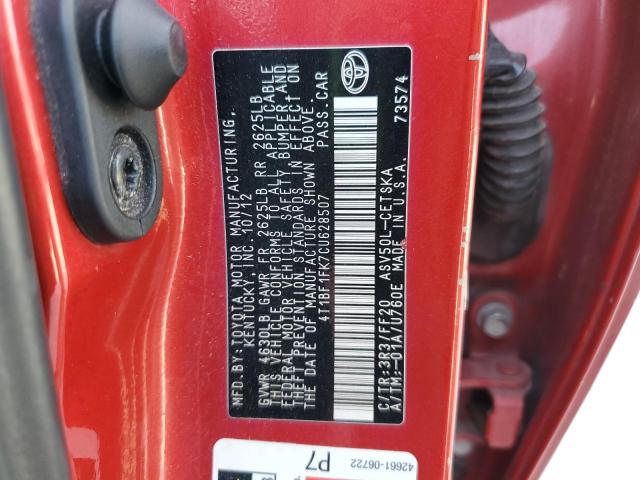 MFD. BY: TOYOTA MOTOR MANUFACTURING,
KENTUCKY, INC. 10/12
GVWR 4630LB GAWR FR 2625LB RR 2625LB
THIS VEHICLE CONFORMS TO ALL APPLICABLE
FEDERAL MOTOR VEHICLE SAFETY, BUMPER AND
THEFT PREVENTION STANDARDS IN EFFECT ON
THE DATE OF MANUFACTURE SHOWN ABOVE.
4T1BF1FK7CU628507 PASS.CAR
C/TR:3R3/FF20 ASV50L-CETSKA
A/TM:-01A/U760E MADE IN U.S.A. 73574
P7
42661-06722